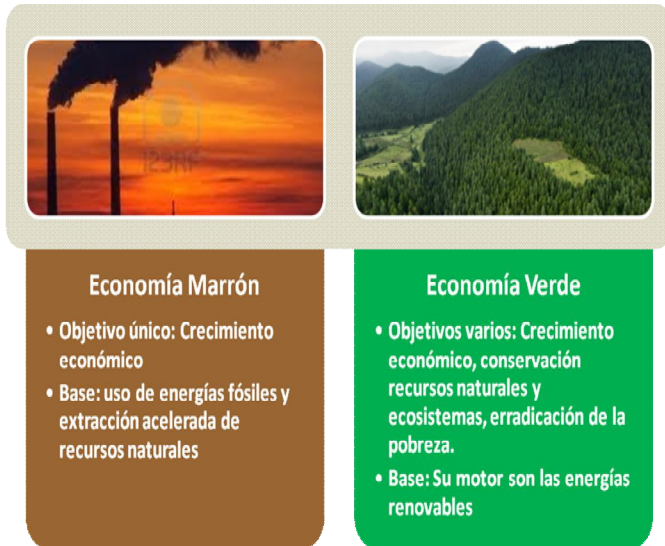 123RF
Economía Marrón
• Objetivo único: Crecimiento
económico
• Base: uso de energías fósiles y
extracción acelerada de
recursos naturales
Economía Verde
• Objetivos varios: Crecimiento
económico, conservación
recursos naturales y
ecosistemas, erradicación de la
pobreza.
• Base: Su motor son las energías
renovables